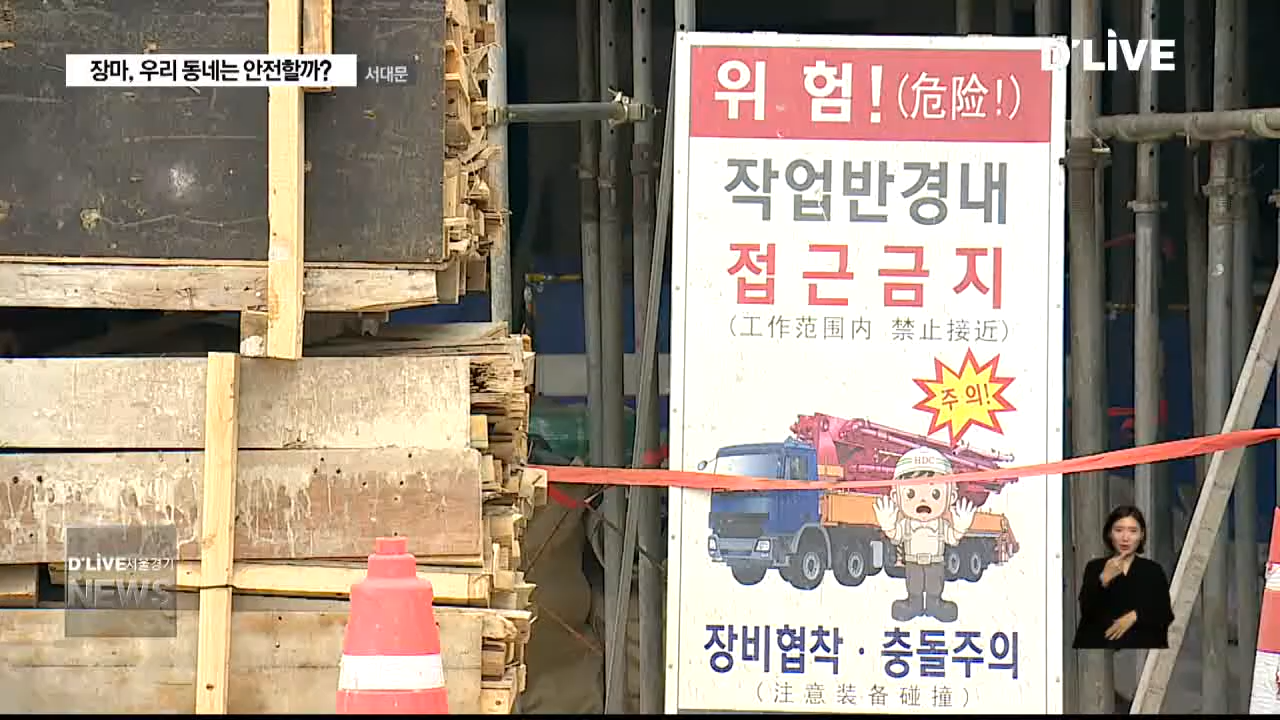 장마, 우리 동네는 안전할까? 서대문
D'LIVE
위 험! (危险!)
작업반경내
접근금지
(工作范围内 禁止接近)
주의!
HDC
장비협착 · 충돌주의
(注意装备碰撞)
D'LIVE서울경기
NEWS